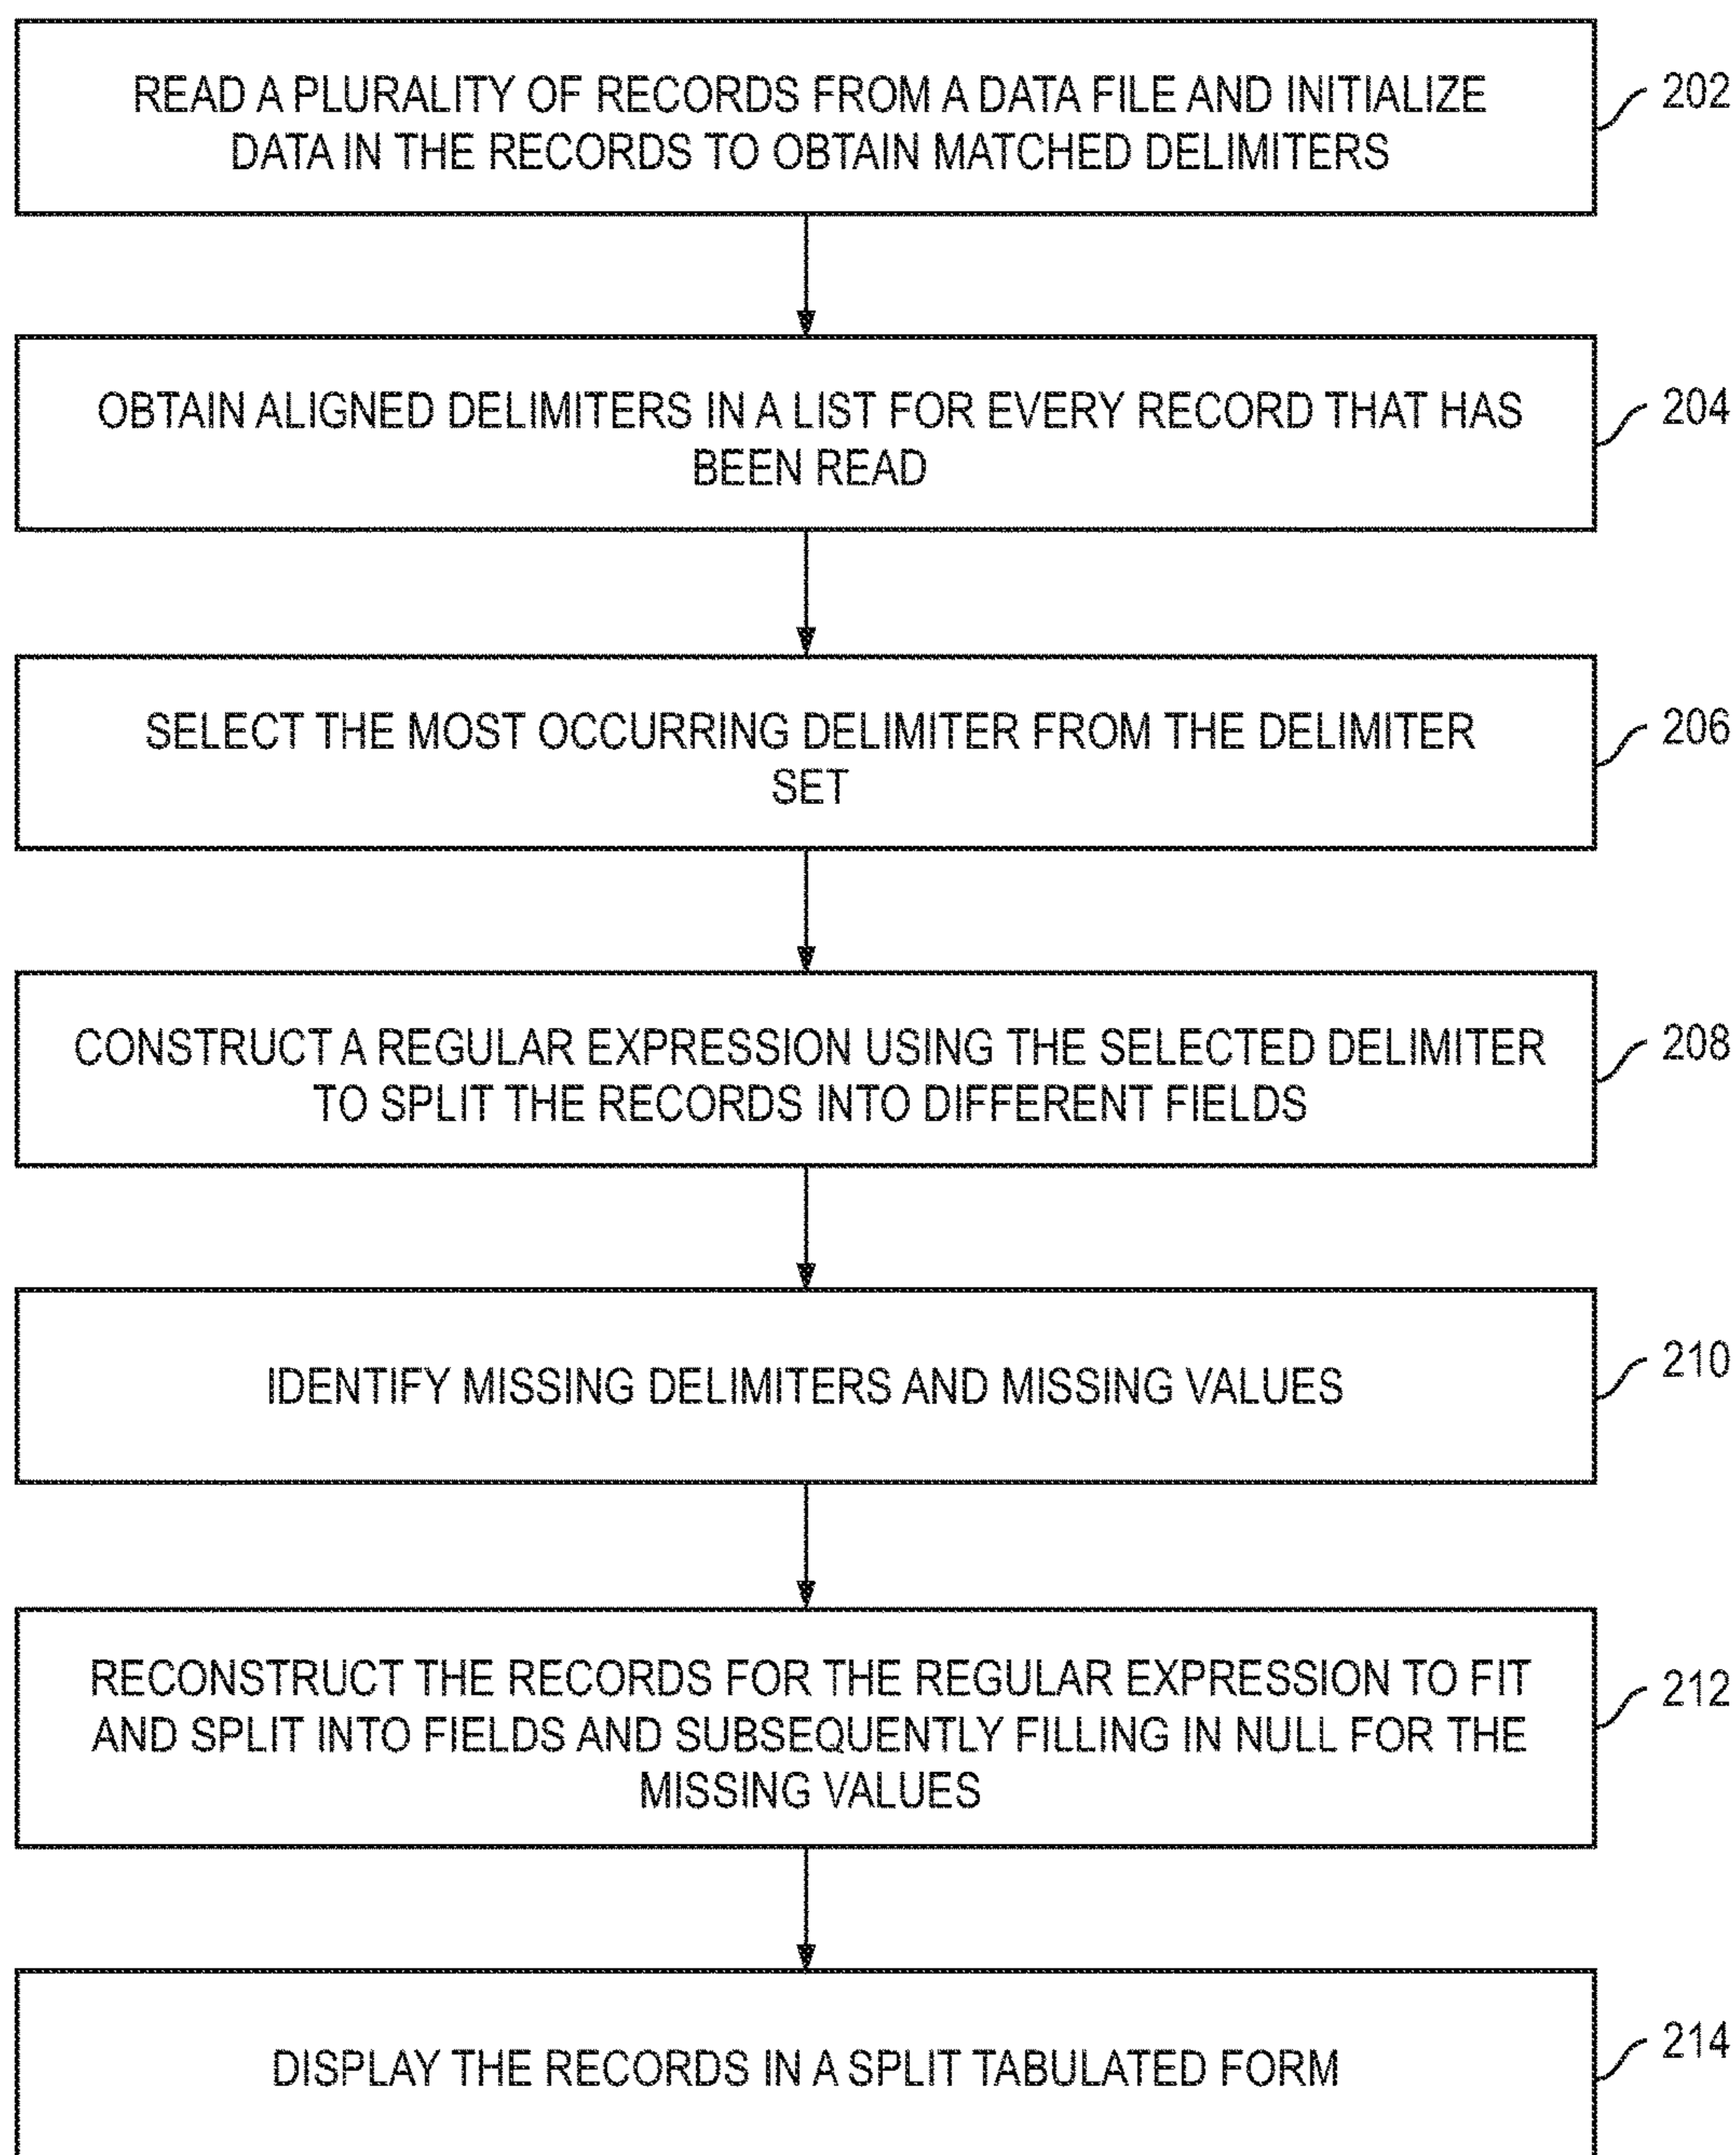 READ A PLURALITY OF RECORDS FROM A DATA FILE AND INITIALIZE
DATA IN THE RECORDS TO OBTAIN MATCHED DELIMITERS
202
OBTAIN ALIGNED DELIMITERS IN A LIST FOR EVERY RECORD THAT HAS
BEEN READ
204
SELECT THE MOST OCCURRING DELIMITER FROM THE DELIMITER
SET
206
CONSTRUCT A REGULAR EXPRESSION USING THE SELECTED DELIMITER
TO SPLIT THE RECORDS INTO DIFFERENT FIELDS
208
IDENTIFY MISSING DELIMITERS AND MISSING VALUES
210
RECONSTRUCT THE RECORDS FOR THE REGULAR EXPRESSION TO FIT
AND SPLIT INTO FIELDS AND SUBSEQUENTLY FILLING IN NULL FOR THE
MISSING VALUES
212
DISPLAY THE RECORDS IN A SPLIT TABULATED FORM
214